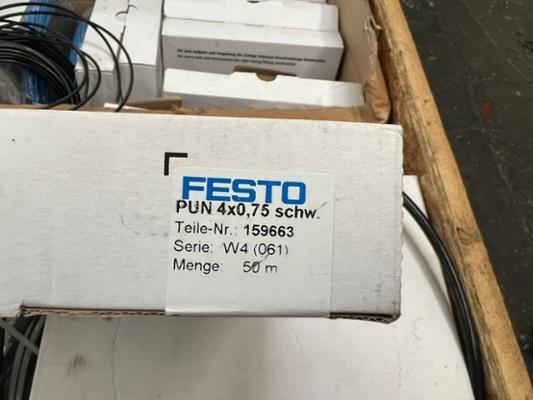 FESTO
PUN 4x0,75 schw.
Teile-Nr.: 159663
Serie: W4 (061)
Menge: 50 m